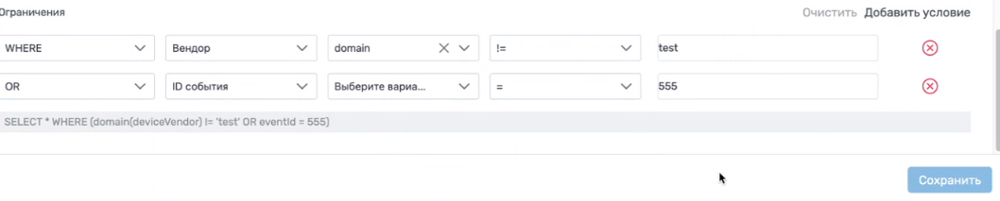 Ограничения
Очистить Добавить условие
WHERE Вендор domain != test
OR ID события Выберите вариа... = 555
SELECT * WHERE (domain(deviceVendor) != 'test' OR eventId = 555)
Сохранить